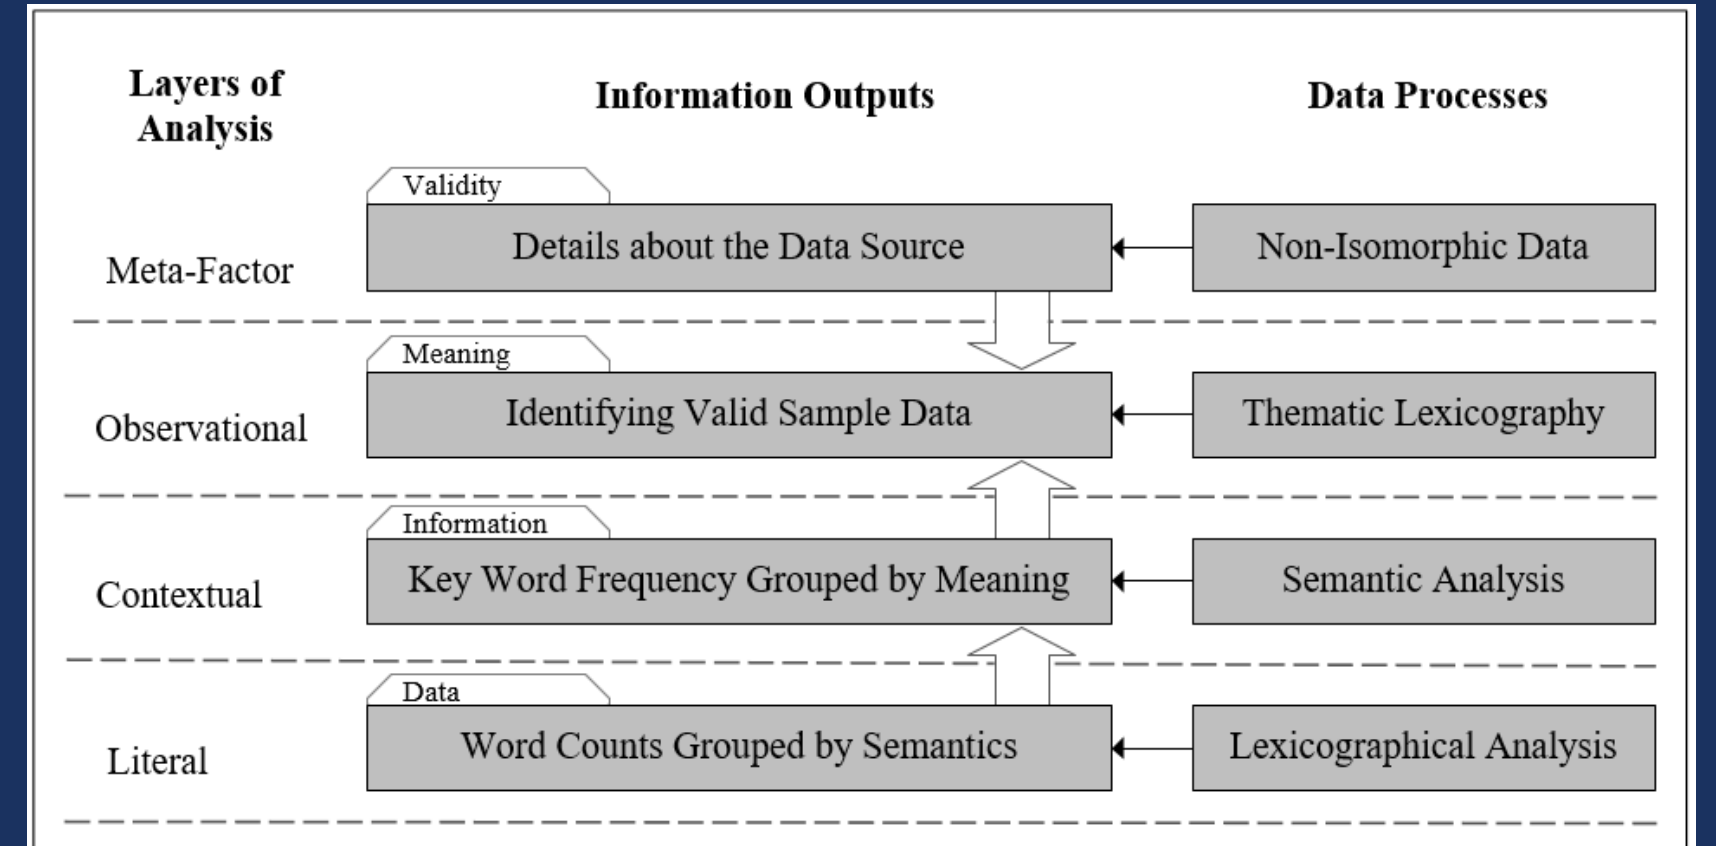 Layers of
Analysis
Information Outputs
Data Processes
Validity
Meta-Factor
Details about the Data Source
Non-Isomorphic Data
Meaning
Observational
Identifying Valid Sample Data
Thematic Lexicography
Information
Contextual
Key Word Frequency Grouped by Meaning
Semantic Analysis
Data
Literal
Word Counts Grouped by Semantics
Lexicographical Analysis